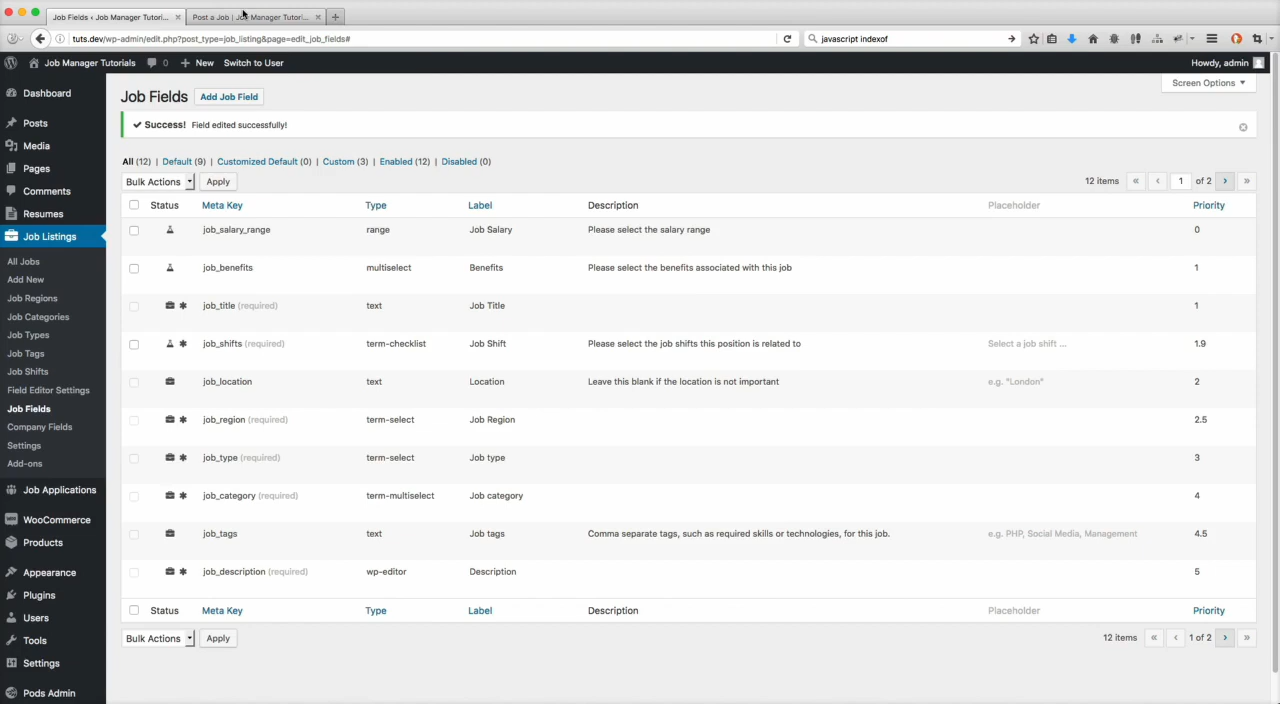 Job Fields ‹ Job Manager Tutori... × Post a Job | Job Manager Tutori... × +
tuts.dev/wp-admin/edit.php?post_type=job_listing&page=edit_job_fields# javascript indexof
Job Manager Tutorials 0 + New Switch to User Howdy, admin
Dashboard
Posts
Media
Pages
Comments
Resumes
Job Listings
All Jobs
Add New
Job Regions
Job Categories
Job Types
Job Tags
Job Shifts
Field Editor Settings
Job Fields
Company Fields
Settings
Add-ons
Job Applications
WooCommerce
Products
Appearance
Plugins
Users
Tools
Settings
Pods Admin
Screen Options ▼
Job Fields Add Job Field
✔ Success! Field edited successfully!
All (12) | Default (9) | Customized Default (0) | Custom (3) | Enabled (12) | Disabled (0)
Bulk Actions Apply 12 items « ‹ 1 of 2 › »
Status Meta Key Type Label Description Placeholder Priority
job_salary_range range Job Salary Please select the salary range 0
job_benefits multiselect Benefits Please select the benefits associated with this job 1
✱ job_title (required) text Job Title 1
✱ job_shifts (required) term-checklist Job Shift Please select the job shifts this position is related to Select a job shift ... 1.9
job_location text Location Leave this blank if the location is not important e.g. "London" 2
✱ job_region (required) term-select Job Region 2.5
✱ job_type (required) term-select Job type 3
✱ job_category (required) term-multiselect Job category 4
job_tags text Job tags Comma separate tags, such as required skills or technologies, for this job. e.g. PHP, Social Media, Management 4.5
✱ job_description (required) wp-editor Description 5
Status Meta Key Type Label Description Placeholder Priority
Bulk Actions Apply 12 items « ‹ 1 of 2 › »